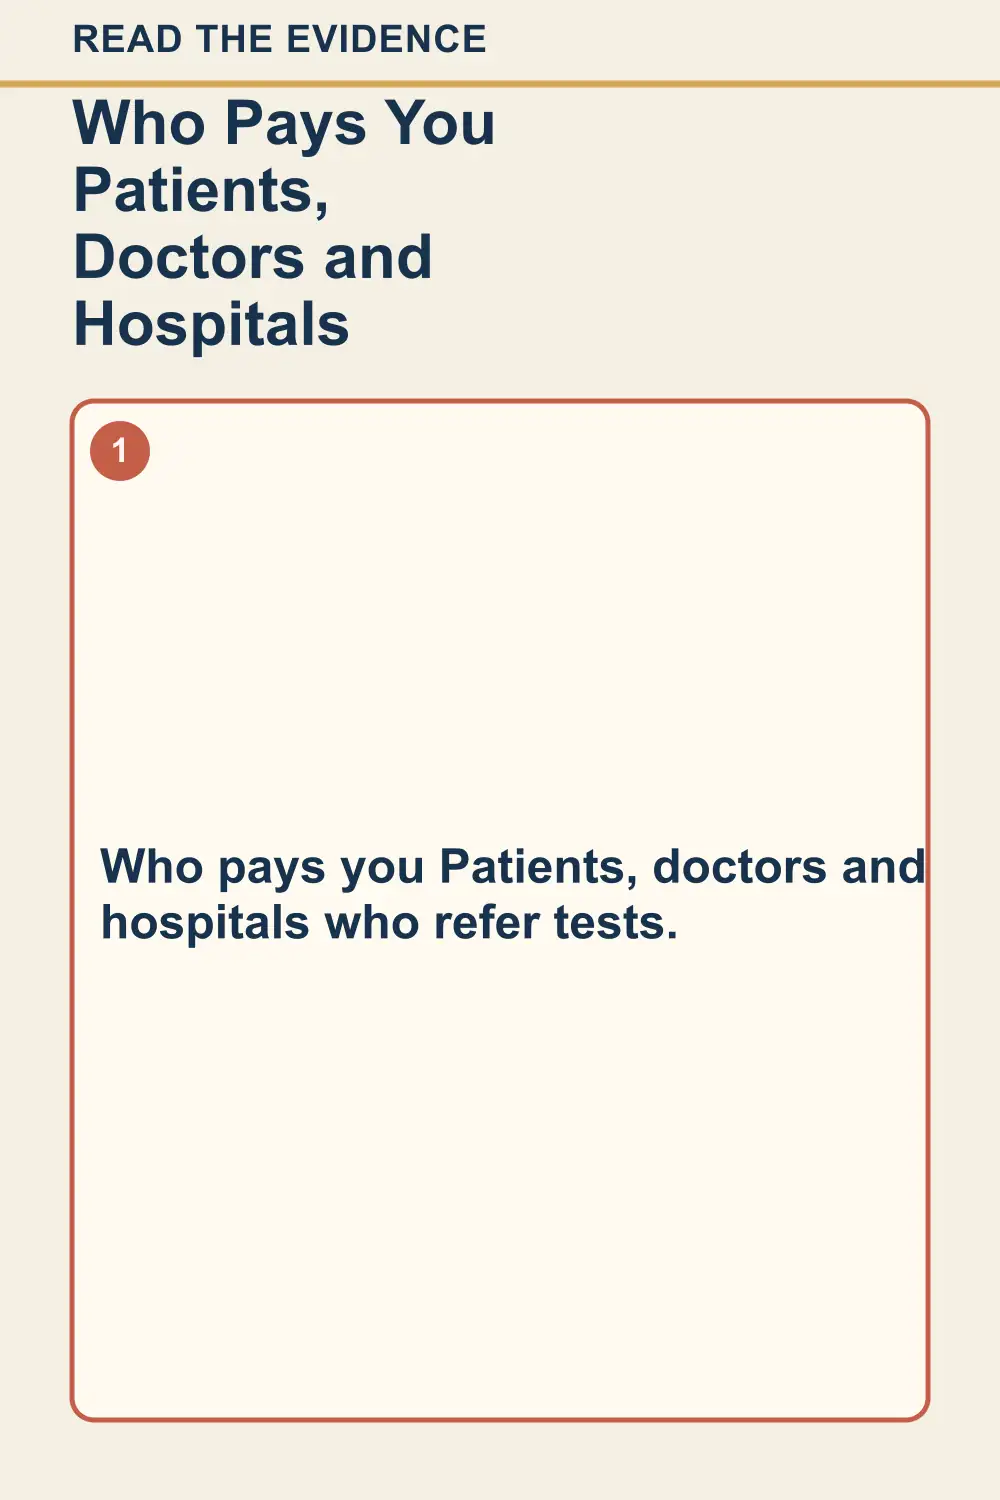 READ THE EVIDENCE
Who Pays You
Patients,
Doctors and
Hospitals
1
Who pays you Patients, doctors and
hospitals who refer tests.